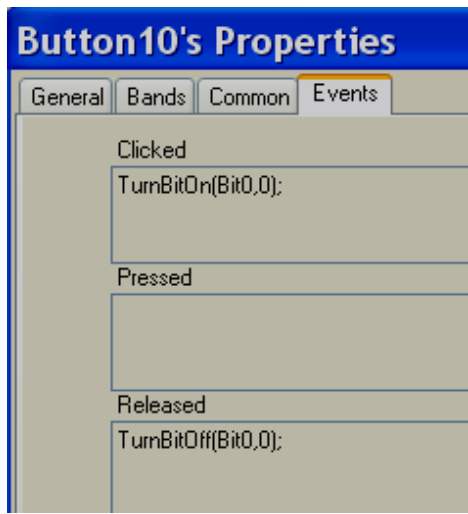 Button10's Properties
General Bands Common Events
Clicked
TurnBitOn(Bit0,0);
Pressed
Released
TurnBitOff(Bit0,0);